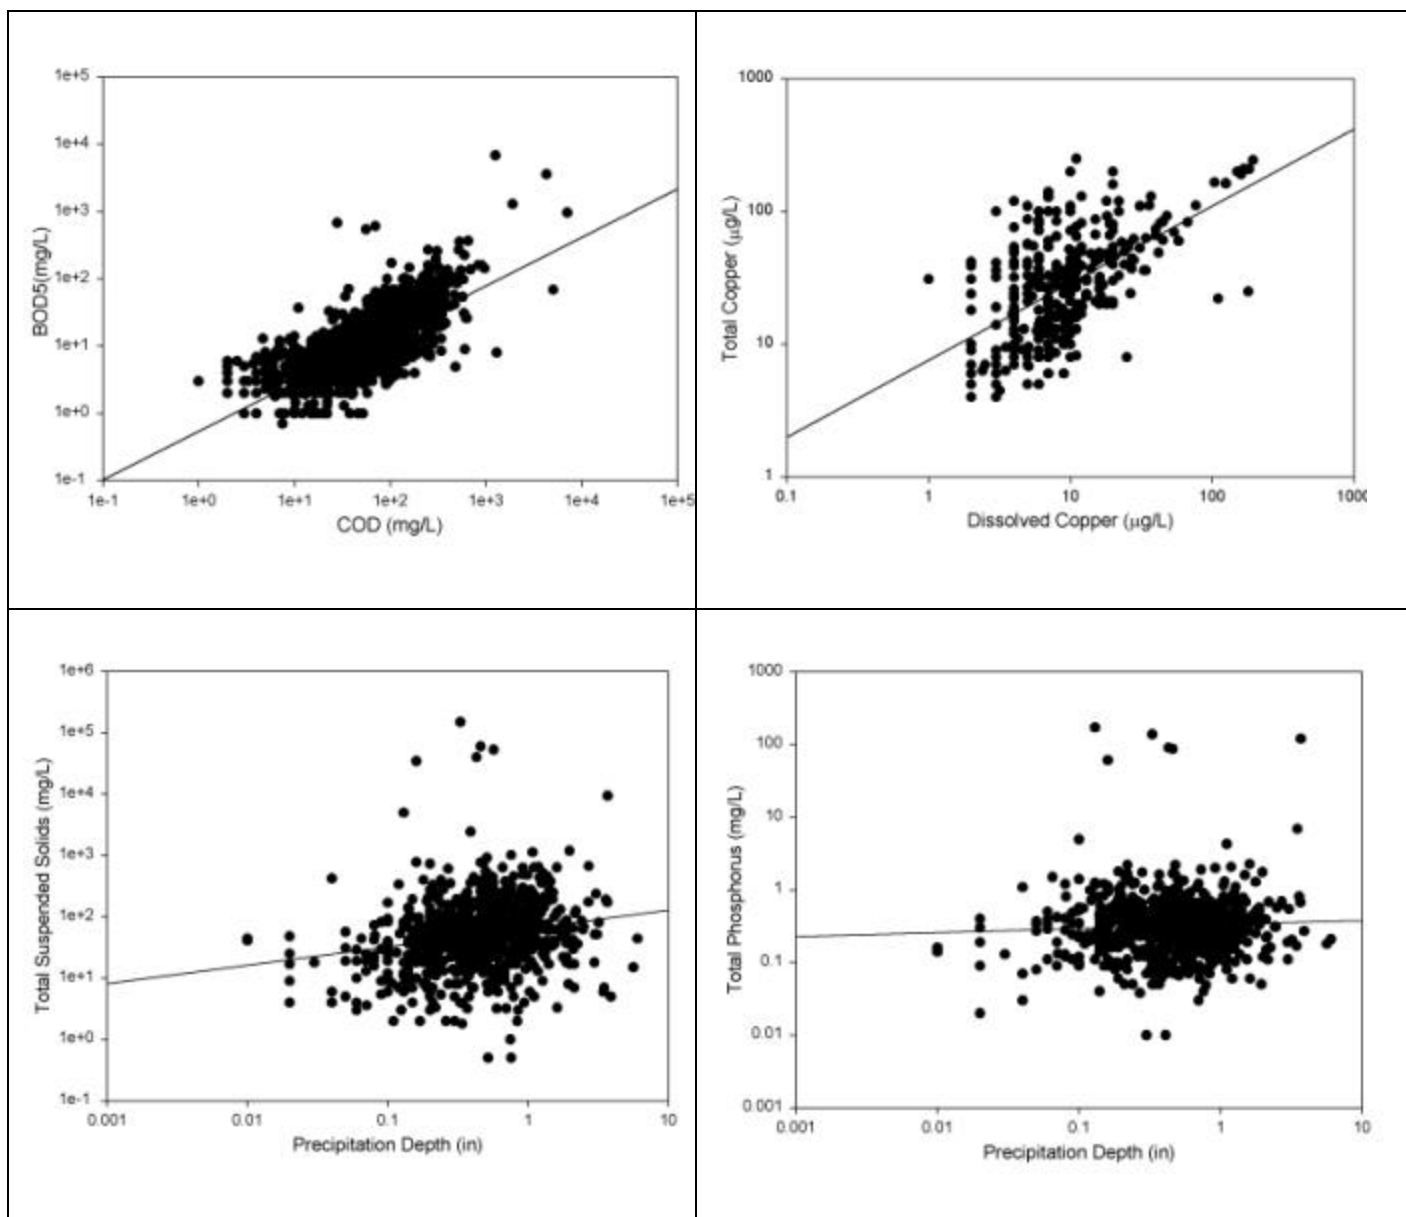 1e+5
1e+4
1e+3
1e+2
1e+1
1e+0
1e-1
BOD5(mg/L)
1e-1 1e+0 1e+1 1e+2 1e+3 1e+4 1e+5
COD (mg/L)
1000
100
10
1
Total Copper (µg/L)
0.1 1 10 100 1000
Dissolved Copper (µg/L)
1e+6
1e+5
1e+4
1e+3
1e+2
1e+1
1e+0
1e-1
Total Suspended Solids (mg/L)
0.001 0.01 0.1 1 10
Precipitation Depth (in)
1000
100
10
1
0.1
0.01
0.001
Total Phosphorus (mg/L)
0.001 0.01 0.1 1 10
Precipitation Depth (in)